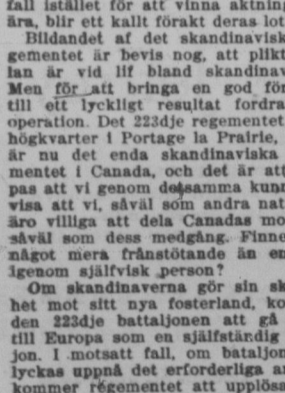 fall istället för att vinna aktning
ära, blir ett kallt förakt deras lot
Bildandet af det skandinavisk
gementet är bevis nog, att plikt
lan är vid lif bland skandinav
Men för att bringa en god för
till ett lyckligt resultat fordra
operation. Det 223dje regementet
högkvarter i Portage la Prairie,
är nu det enda skandinaviska
mentet i Canada, och det är att
pas att vi genom detsamma kunn
visa att vi, såväl som andra nat
äro villiga att dela Canadas mo
såväl som dess medgång. Finne
något mera frånstötande än en
igenom själfvisk person?
Om skandinaverna gör sin sk
het mot sitt nya fosterland, ko
den 223dje battaljonen att gå
till Europa som en själfständig
jon. I motsatt fall, om bataljon
lyckas uppnå det erforderliga an
kommer regementet att upplösa